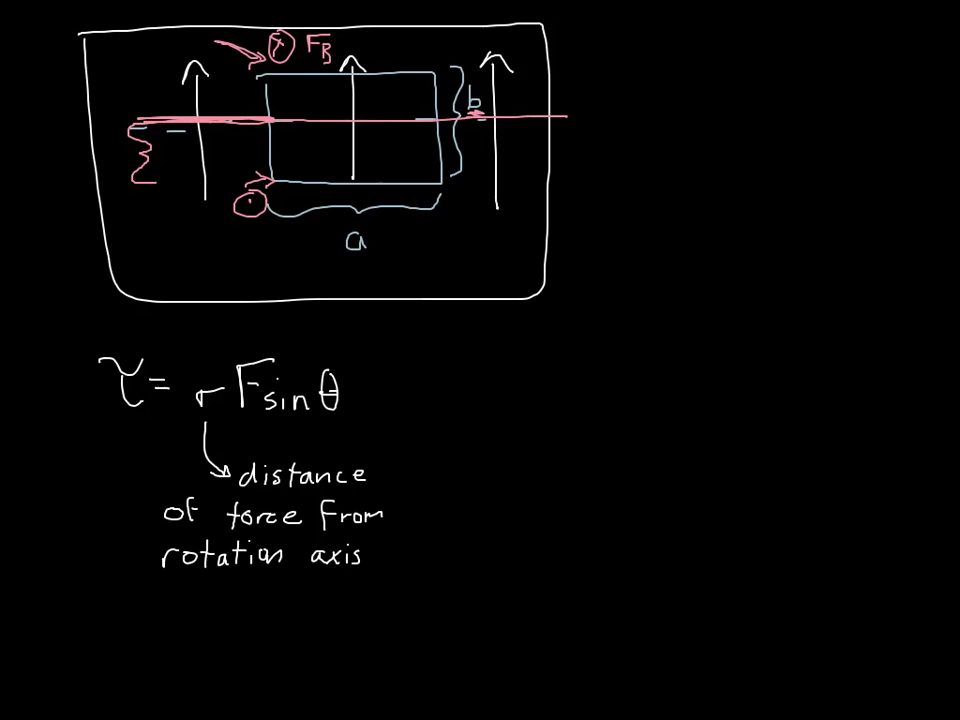 F_B
b
a
τ = r F sin θ
distance
of force from
rotation axis